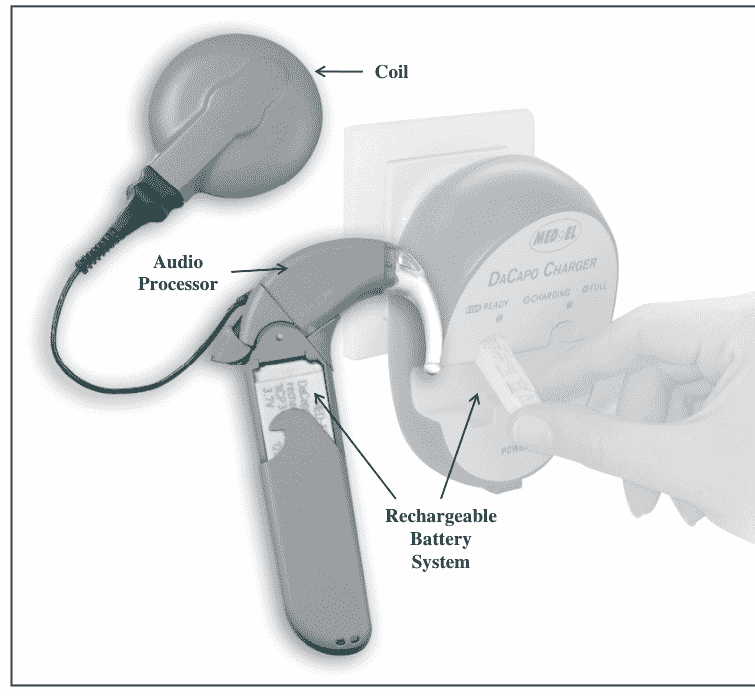 Coil
MED-EL
DACAPO CHARGER
READY CHARGING FULL
Audio
Processor
3.7V
Rechargeable
Battery
System